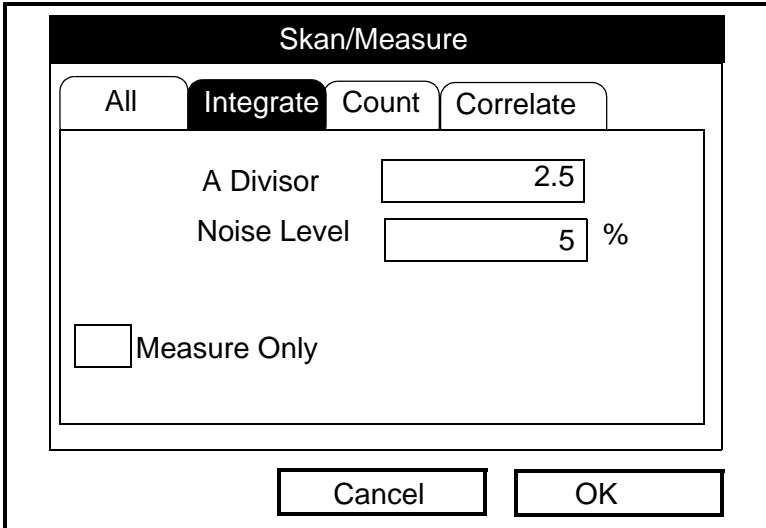 Skan/Measure
All Integrate Count Correlate
A Divisor 2.5
Noise Level 5 %
Measure Only
Cancel OK